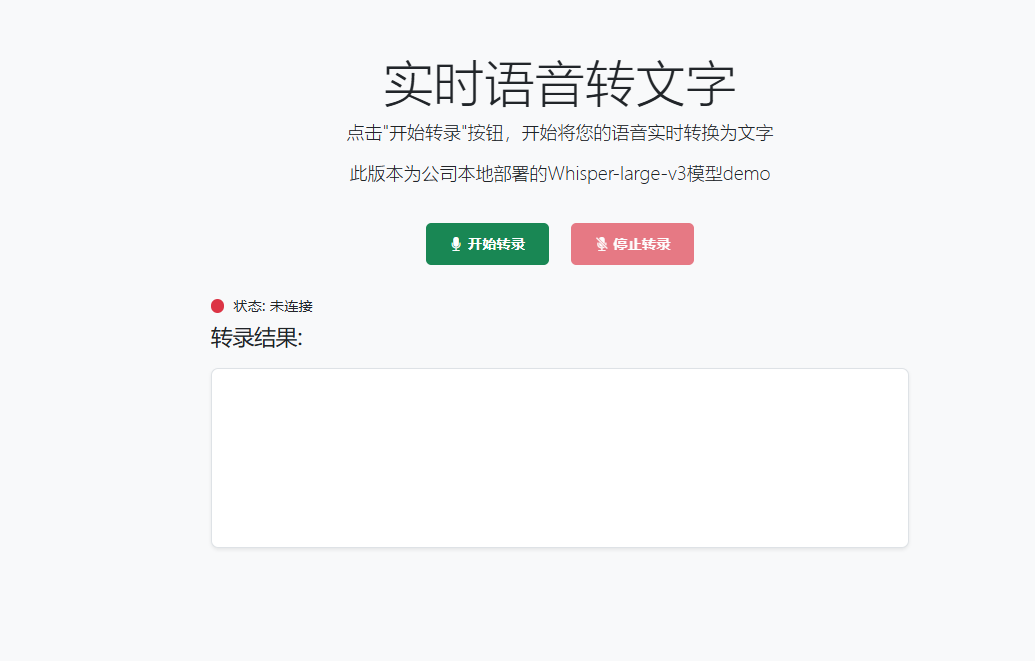 实时语音转文字
点击"开始转录"按钮，开始将您的语音实时转换为文字
此版本为公司本地部署的Whisper-large-v3模型demo
开始转录
停止转录
状态: 未连接
转录结果: